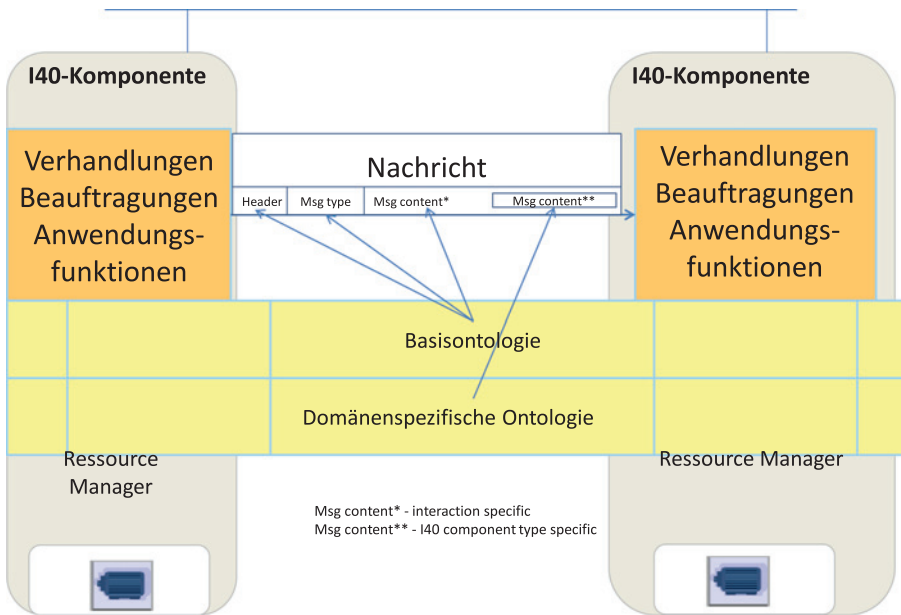 I40-Komponente
I40-Komponente
Verhandlungen
Beauftragungen
Anwendungs-
funktionen
Nachricht
Header
Msg type
Msg content*
Msg content**
Verhandlungen
Beauftragungen
Anwendungs-
funktionen
Basisontologie
Domänenspezifische Ontologie
Ressource
Manager
Ressource Manager
Msg content* - interaction specific
Msg content** - I40 component type specific